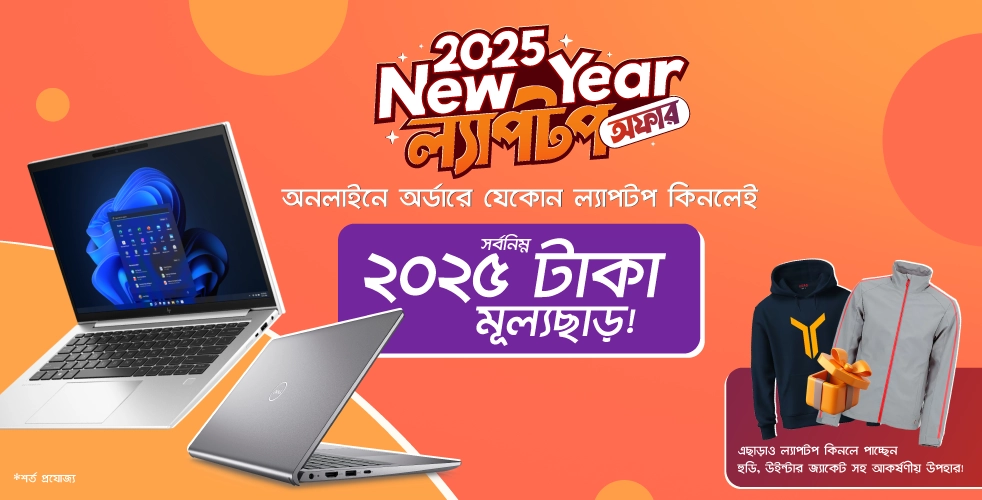 2025
New Year
ল্যাপটপ অফার
অনলাইনে অর্ডারে যেকোন ল্যাপটপ কিনলেই
সর্বনিম্ন
২০২৫ টাকা
মূল্যছাড়!
এছাড়াও ল্যাপটপ কিনলে পাচ্ছেন
হুডি, উইন্টার জ্যাকেট সহ আকর্ষণীয় উপহার!
*শর্ত প্রযোজ্য